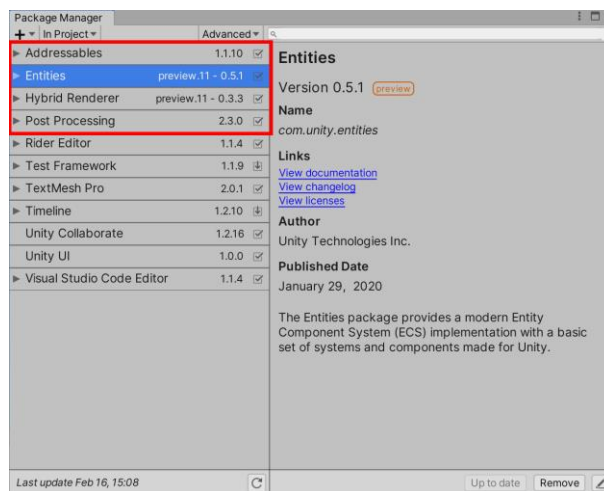 Package Manager
+ In Project Advanced
Addressables 1.1.10
Entities preview.11 - 0.5.1
Hybrid Renderer preview.11 - 0.3.3
Post Processing 2.3.0
Rider Editor 1.1.4
Test Framework 1.1.9
TextMesh Pro 2.0.1
Timeline 1.2.10
Unity Collaborate 1.2.16
Unity UI 1.0.0
Visual Studio Code Editor 1.1.4
Last update Feb 16, 15:08
Entities
Version 0.5.1 preview
Name
com.unity.entities
Links
View documentation
View changelog
View licenses
Author
Unity Technologies Inc.
Published Date
January 29, 2020
The Entities package provides a modern Entity
Component System (ECS) implementation with a basic
set of systems and components made for Unity.
Up to date Remove